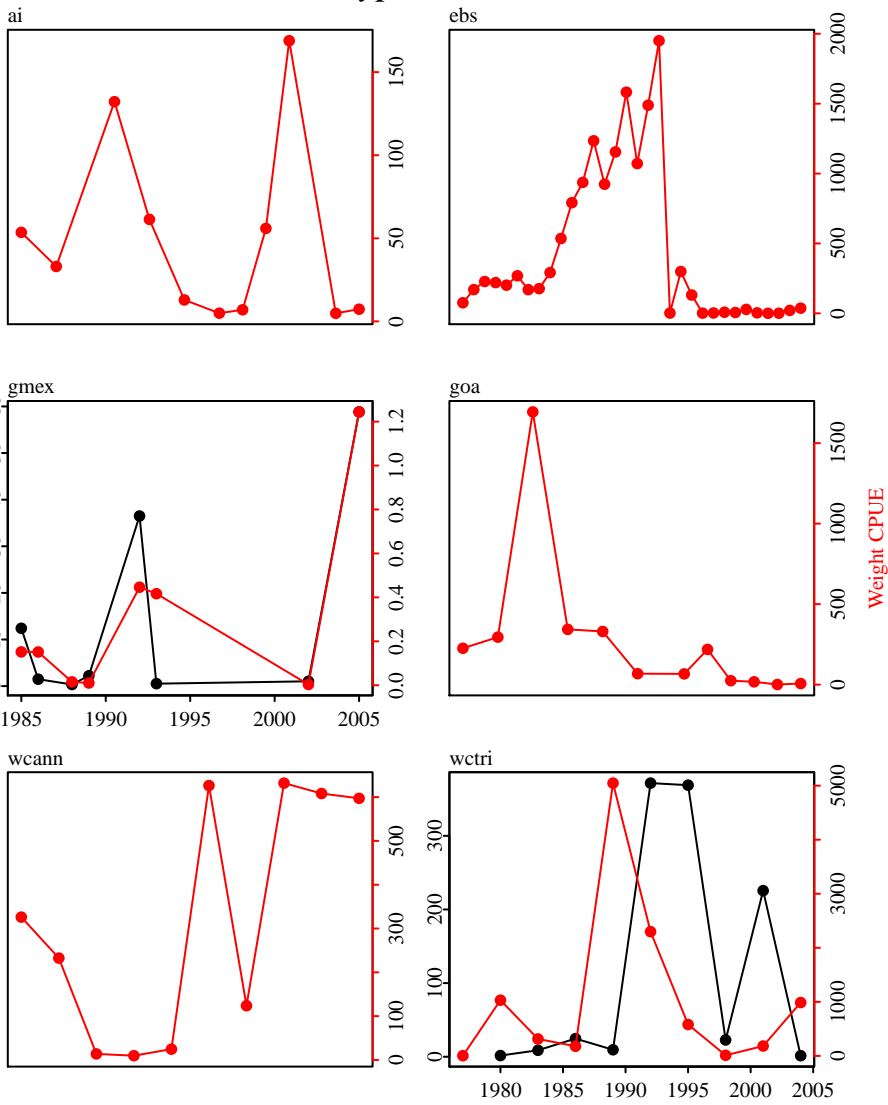 ai
ebs
0 50 100 150
0 500 1000 1500 2000
gmex
goa
0.0 0.2 0.4 0.6 0.8 1.0 1.2
1985 1990 1995 2000 2005
0 500 1000 1500
Weight CPUE
wcann
wctri
0 100 300 500
0 100 200 300
0 1000 3000 5000
1980 1985 1990 1995 2000 2005